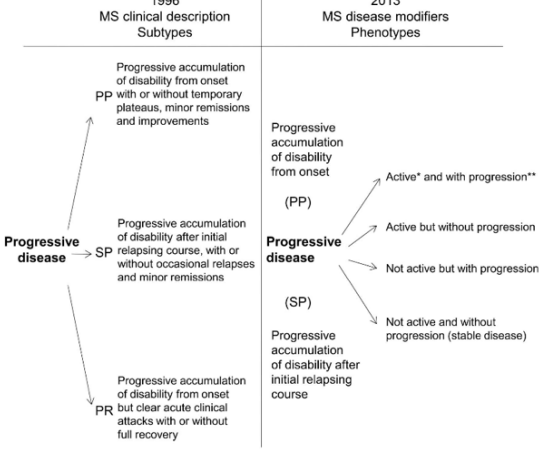 1996
MS clinical description
Subtypes
2013
MS disease modifiers
Phenotypes
Progressive
disease
PP
Progressive accumulation
of disability from onset
with or without temporary
plateaus, minor remissions
and improvements
SP
Progressive accumulation
of disability after initial
relapsing course, with or
without occasional relapses
and minor remissions
PR
Progressive accumulation
of disability from onset
but clear acute clinical
attacks with or without
full recovery
Progressive
accumulation
of disability
from onset
(PP)
Progressive
disease
(SP)
Progressive
accumulation
of disability after
initial relapsing
course
Active* and with progression**
Active but without progression
Not active but with progression
Not active and without
progression (stable disease)